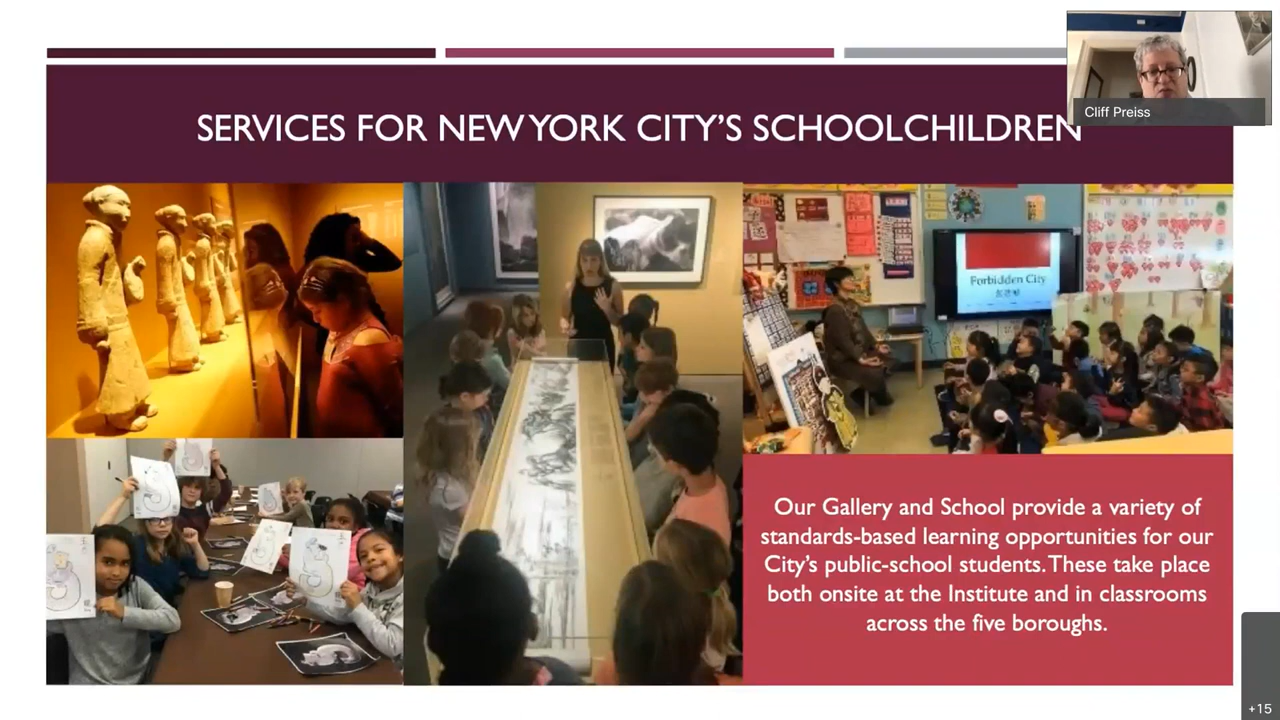 Cliff Preiss
SERVICES FOR NEW YORK CITY'S SCHOOLCHILDREN
Forbidden City
Our Gallery and School provide a variety of
standards-based learning opportunities for our
City's public-school students. These take place
both onsite at the Institute and in classrooms
across the five boroughs.
+15